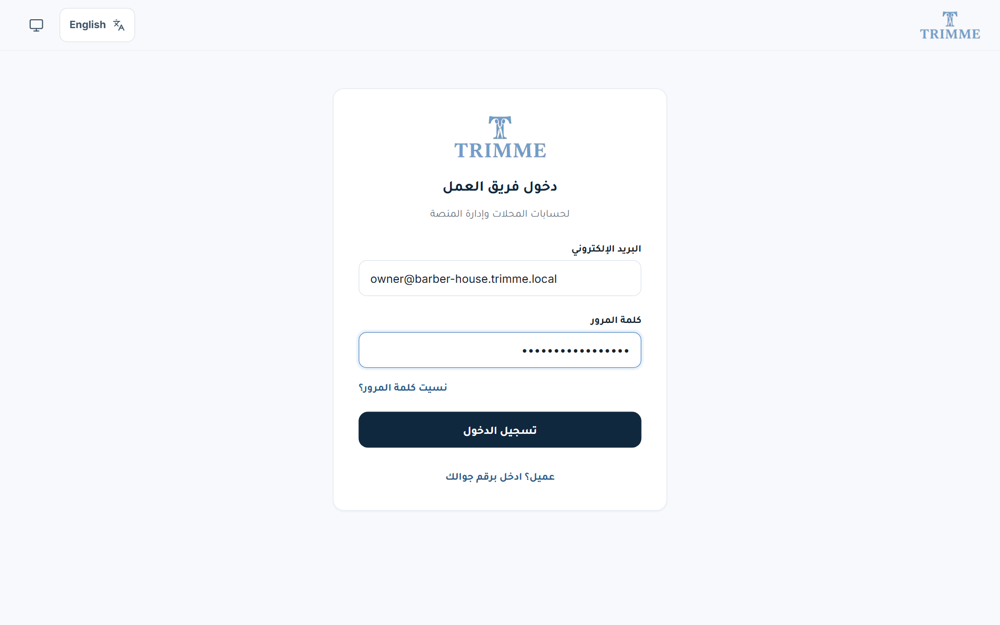 TRIMME
English
TRIMME
دخول فريق العمل
لحسابات المحلات وإدارة المنصة
البريد الإلكتروني
owner@barber-house.trimme.local
كلمة المرور
•••••••••••••••••
نسيت كلمة المرور؟
تسجيل الدخول
عميل؟ ادخل برقم جوالك